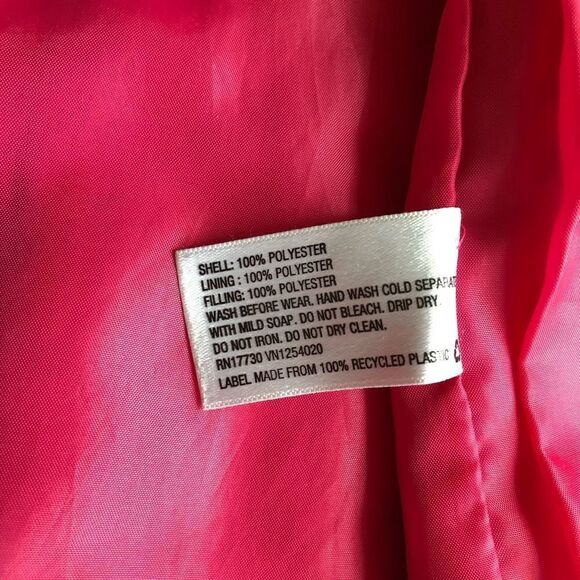 SHELL: 100% POLYESTER
LINING : 100% POLYESTER
FILLING: 100% POLYESTER
WASH BEFORE WEAR. HAND WASH COLD SEPARAT
WITH MILD SOAP. DO NOT BLEACH. DRIP DRY.
DO NOT IRON. DO NOT DRY CLEAN.
RN17730 VN1254020
LABEL MADE FROM 100% RECYCLED PLASTIC